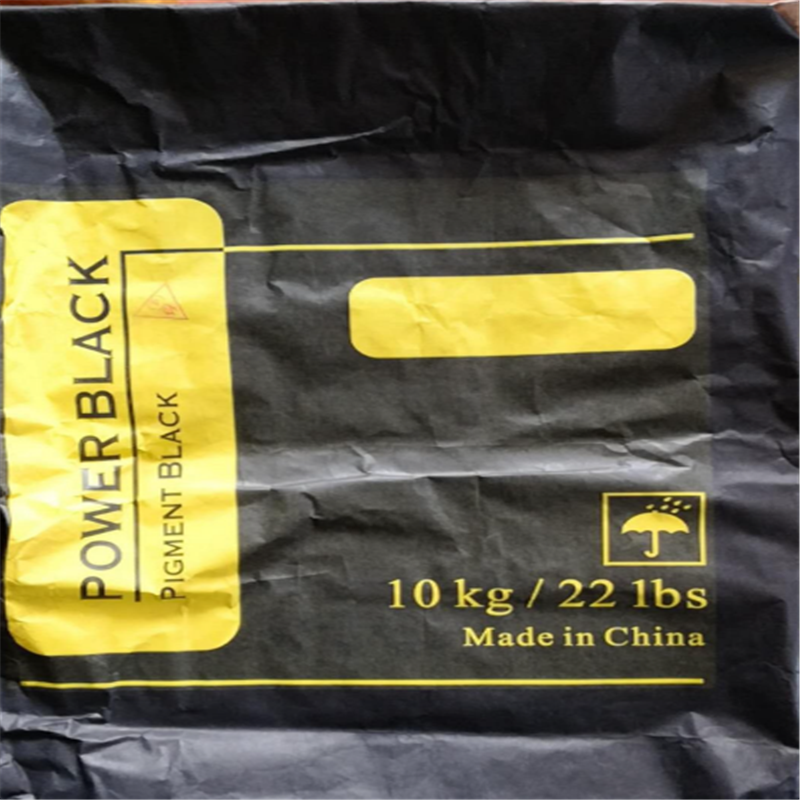 POWER BLACK
PIGMENT BLACK
10 kg / 22 lbs
Made in China